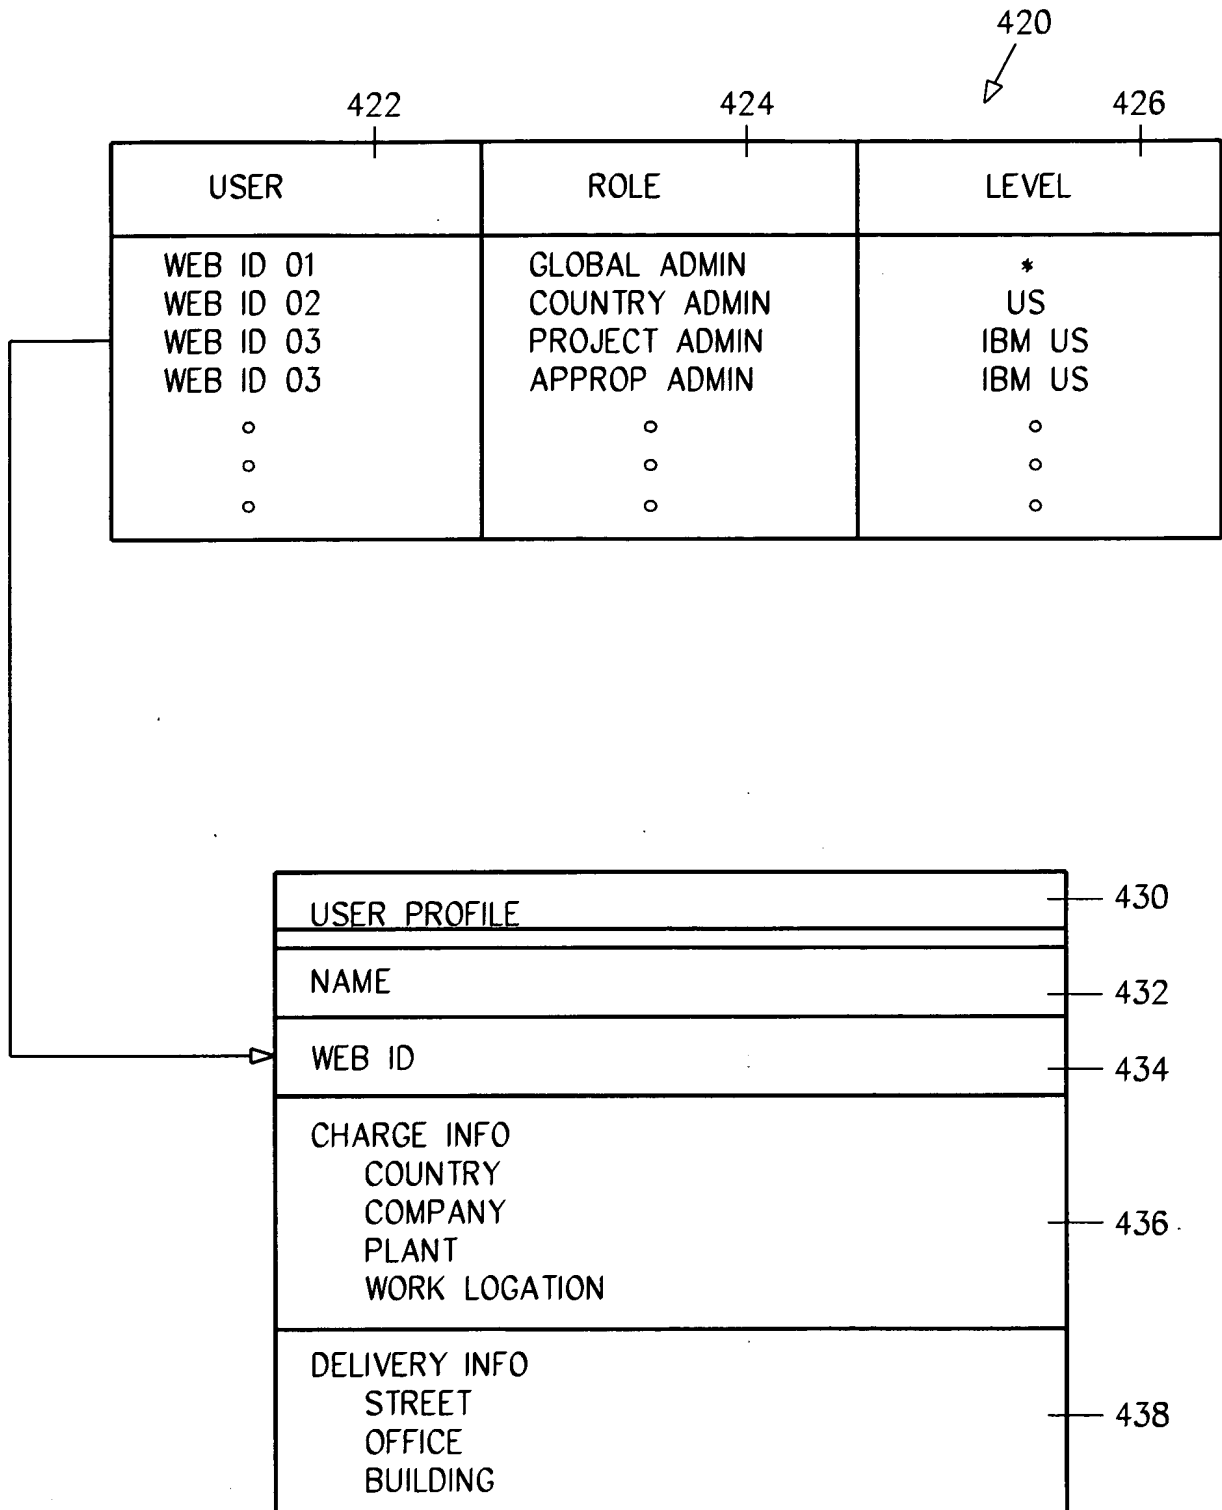 420
422 424 426
USER ROLE LEVEL
WEB ID 01 GLOBAL ADMIN *
WEB ID 02 COUNTRY ADMIN US
WEB ID 03 PROJECT ADMIN IBM US
WEB ID 03 APPROP ADMIN IBM US
USER PROFILE 430
NAME 432
WEB ID 434
CHARGE INFO
COUNTRY
COMPANY
PLANT 436
WORK LOGATION
DELIVERY INFO
STREET
OFFICE 438
BUILDING